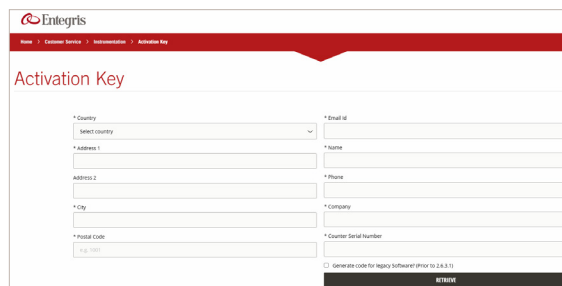 Entegris
Home > Customer Service > Instrumentation > Activation Key
Activation Key
* Country
Select country
* Address 1
Address 2
* City
* Postal Code
e.g. 1001
* Email id
* Name
* Phone
* Company
* Counter Serial Number
Generate code for legacy Software? (Prior to 2.6.3.1)
RETRIEVE